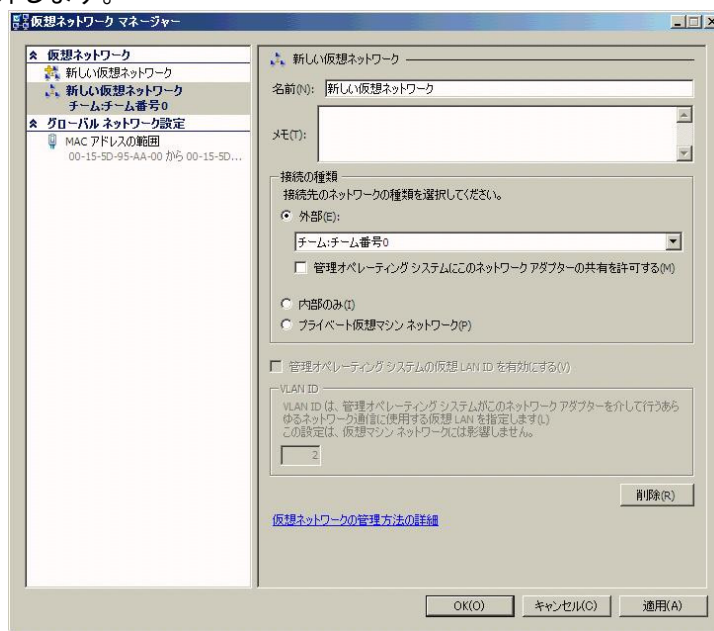 します。
仮想ネットワーク マネージャー
仮想ネットワーク
新しい仮想ネットワーク
新しい仮想ネットワーク
チーム:チーム番号0
グローバル ネットワーク設定
MAC アドレスの範囲
00-15-5D-95-AA-00 から 00-15-5D...
新しい仮想ネットワーク
名前(N):
新しい仮想ネットワーク
メモ(T):
接続の種類
接続先のネットワークの種類を選択してください。
外部(E):
チーム:チーム番号0
管理オペレーティング システムにこのネットワーク アダプターの共有を許可する(M)
内部のみ(I)
プライベート仮想マシン ネットワーク(P)
管理オペレーティング システムの仮想 LAN ID を有効にする(V)
VLAN ID
VLAN ID は、管理オペレーティング システムがこのネットワーク アダプターを介して行うあら
ゆるネットワーク通信に使用する仮想 LAN を指定します(L)
この設定は、仮想マシン ネットワークには影響しません。
2
削除(R)
仮想ネットワークの管理方法の詳細
OK(O)
キャンセル(C)
適用(A)